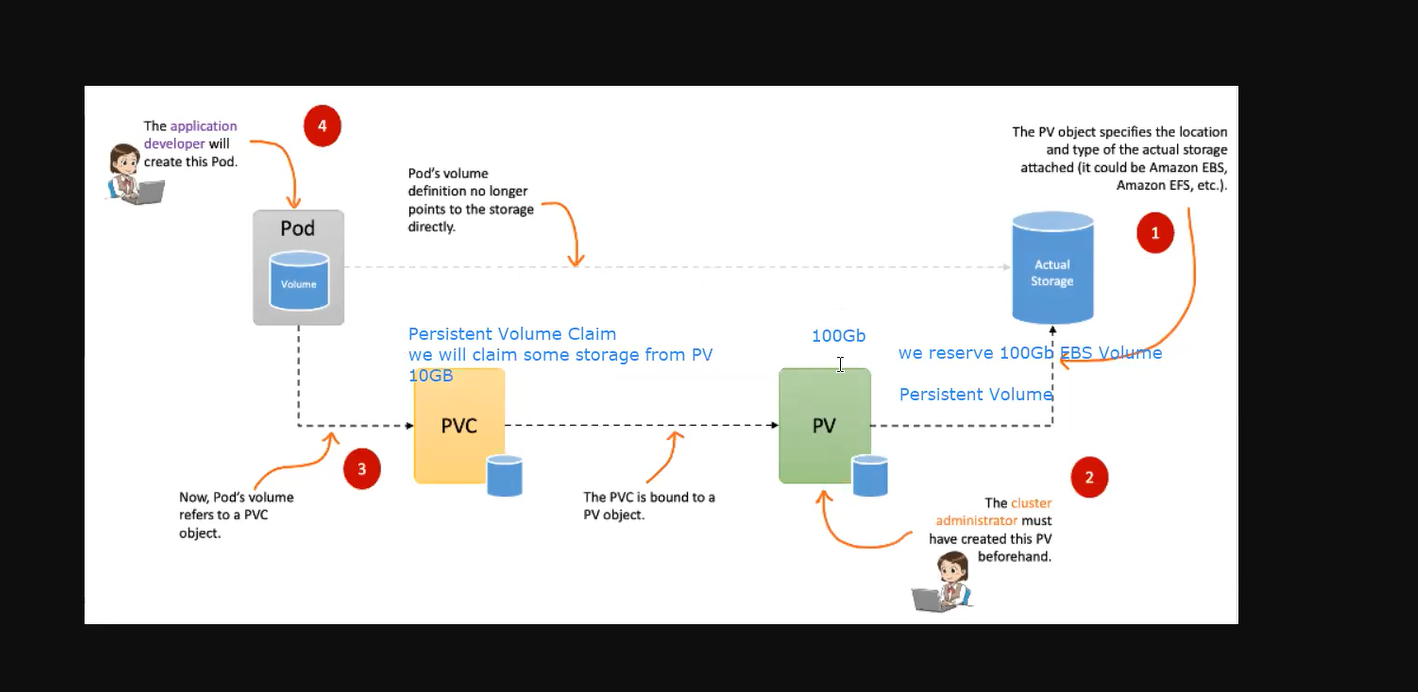 The application
developer will
create this Pod.
4
Pod's volume
definition no longer
points to the storage
directly.
The PV object specifies the location
and type of the actual storage
attached (it could be Amazon EBS,
Amazon EFS, etc.).
1
Pod
Volume
Actual
Storage
Persistent Volume Claim
we will claim some storage from PV
10GB
100Gb
we reserve 100Gb EBS Volume
Persistent Volume
PVC
PV
3
Now, Pod's volume
refers to a PVC
object.
The PVC is bound to a
PV object.
2
The cluster
administrator must
have created this PV
beforehand.